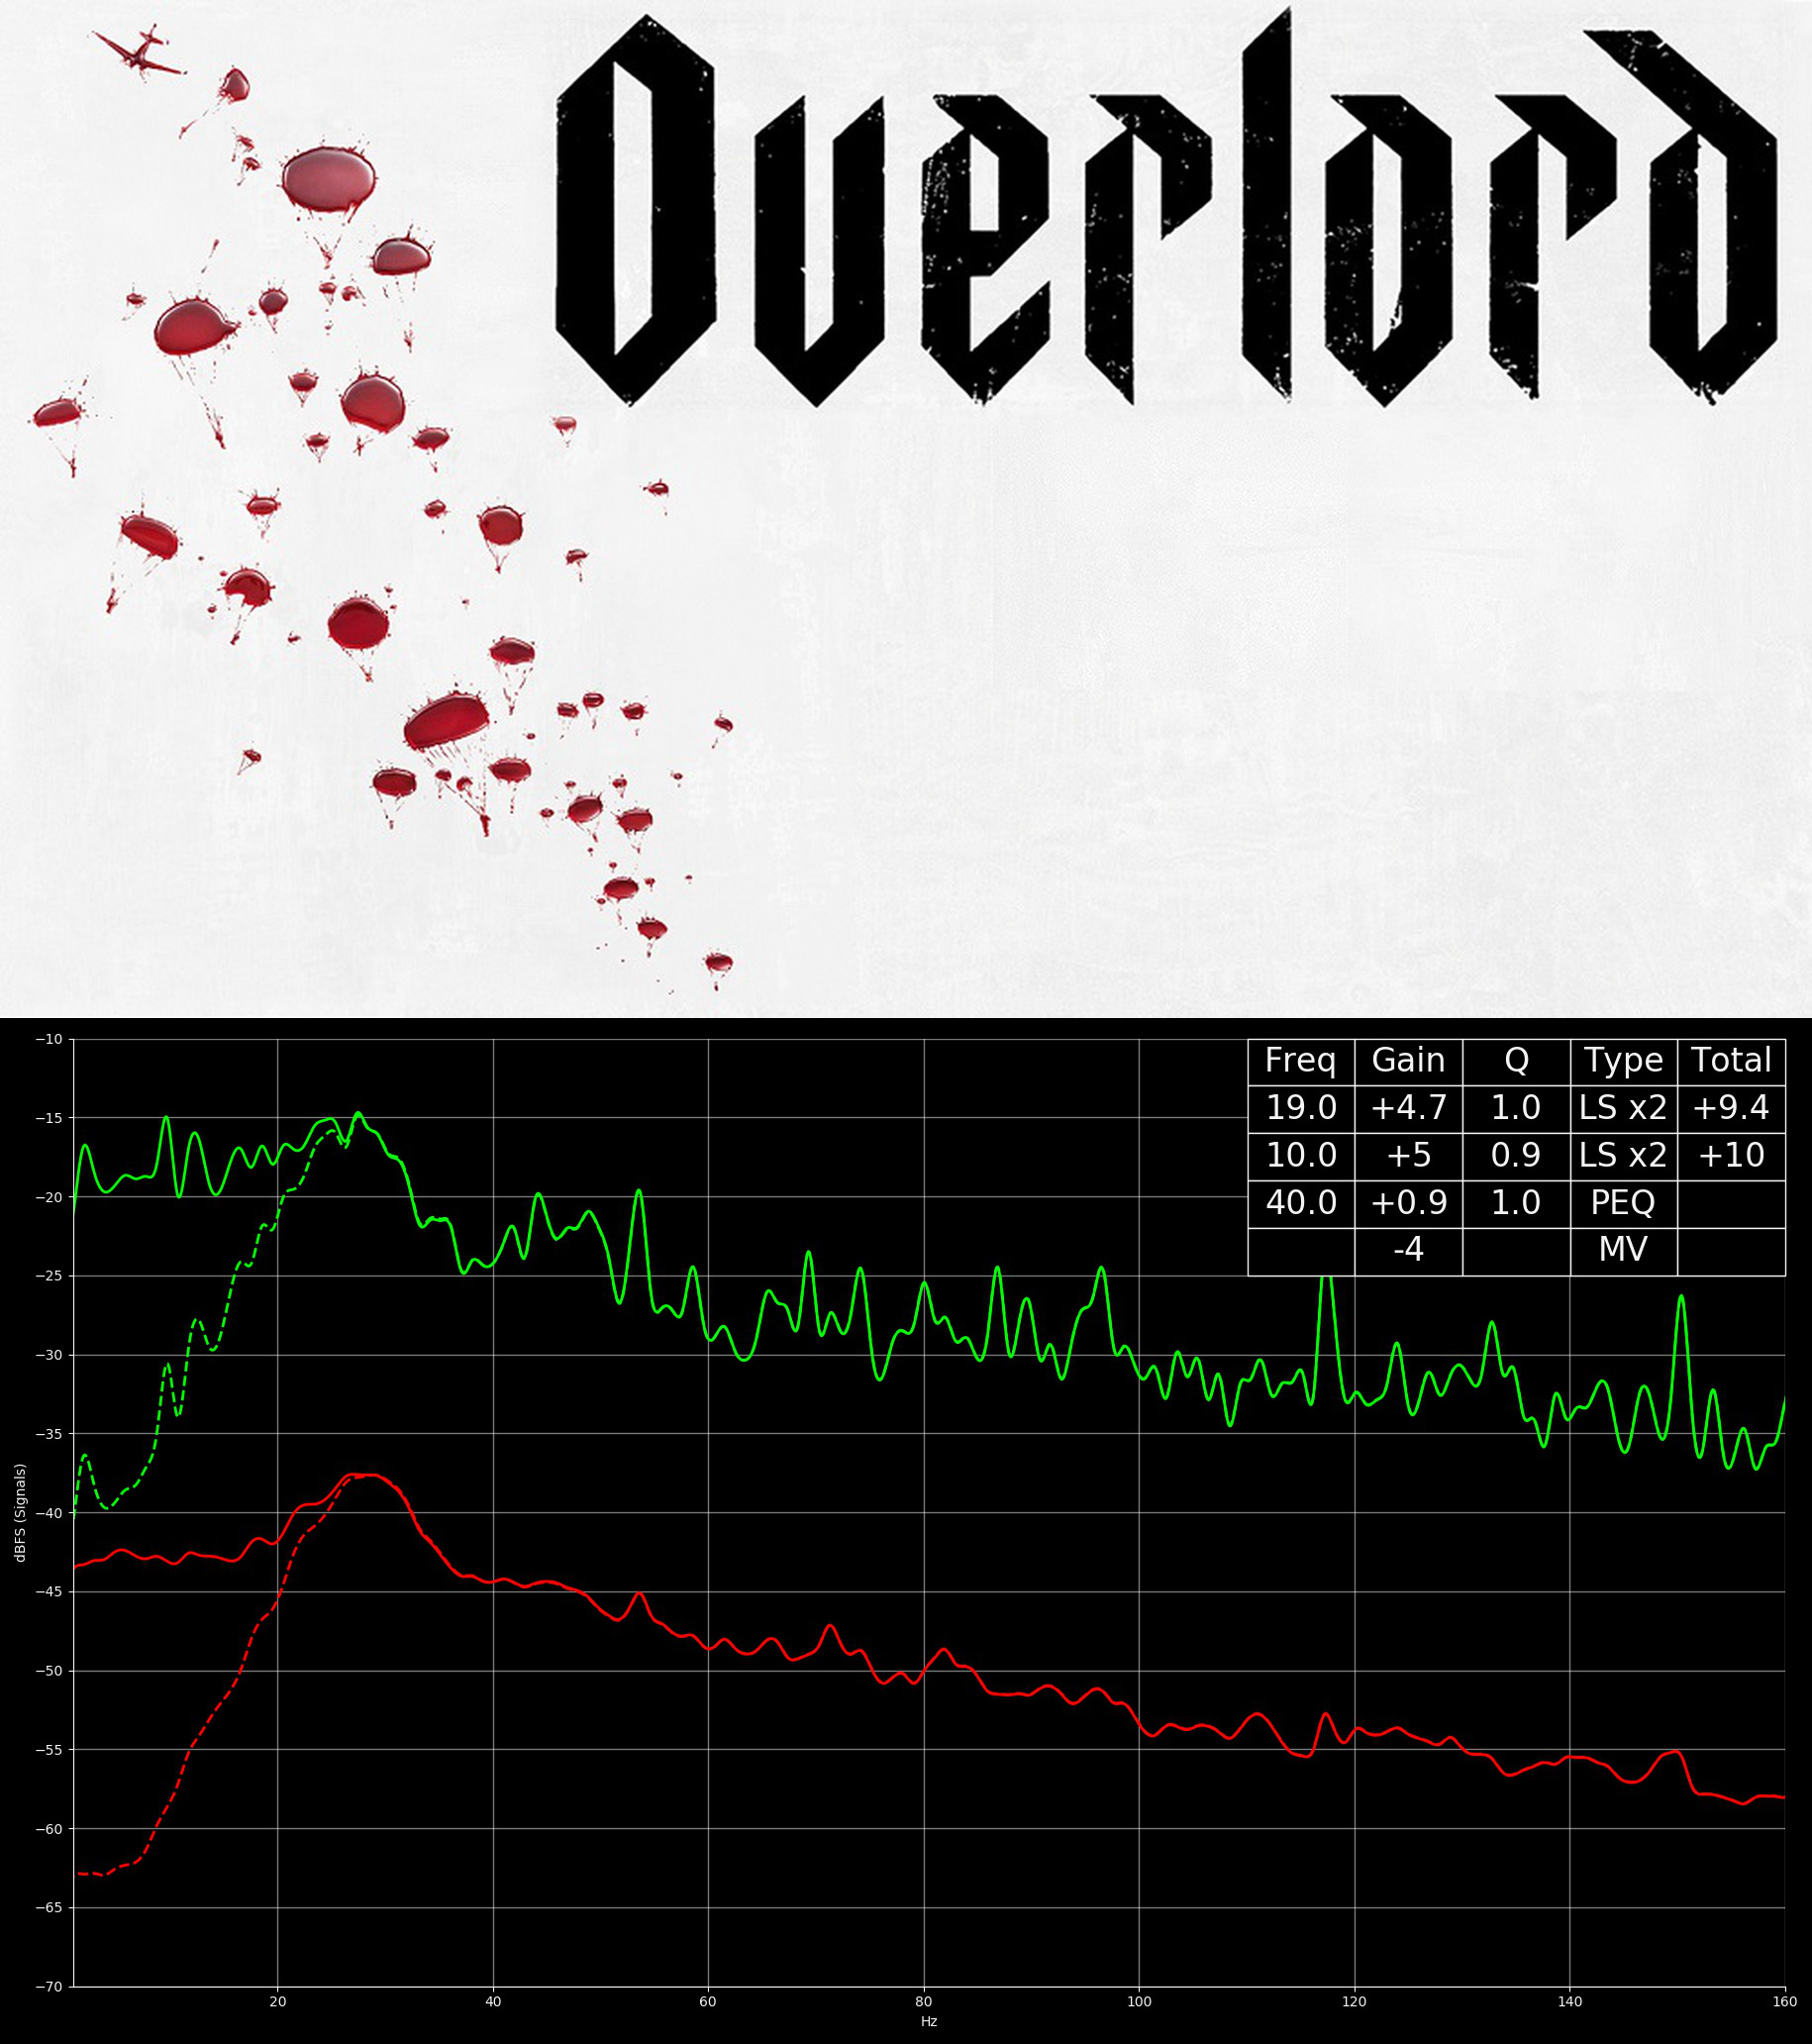 Overlord
Freq Gain Q Type Total
19.0 +4.7 1.0 LS x2 +9.4
10.0 +5 0.9 LS x2 +10
40.0 +0.9 1.0 PEQ
-4 MV
−10
−15
−20
−25
−30
−35
−40
−45
−50
−55
−60
−65
−70
dBFS (Signals)
20 40 60 80 100 120 140 160
Hz